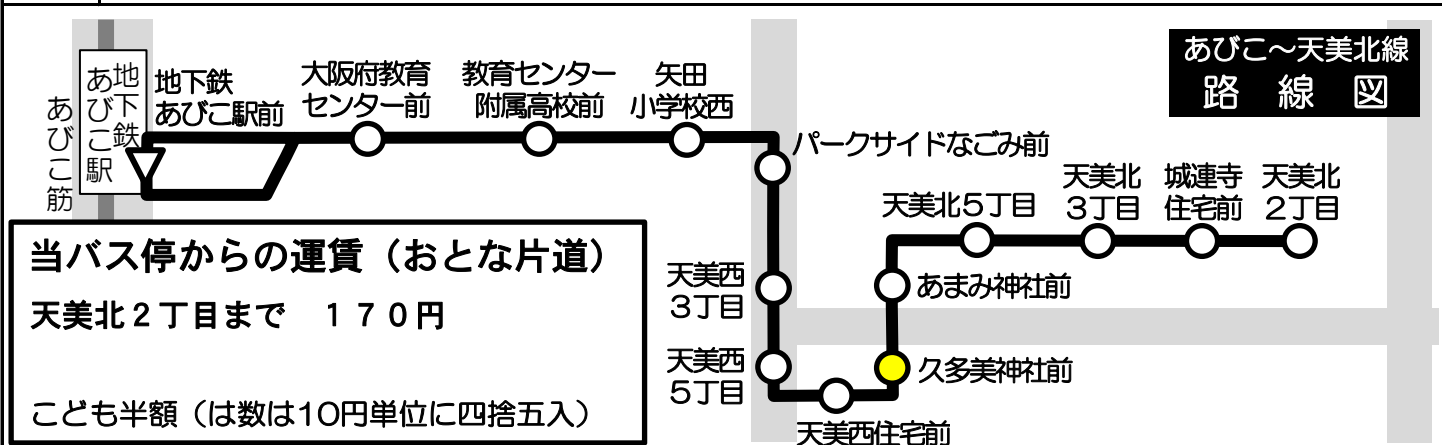 あびこ～天美北線
路線図
あびこ筋
地下鉄
あびこ駅
地下鉄
あびこ駅前
大阪府教育
センター前
教育センター
附属高校前
矢田
小学校西
パークサイドなごみ前
天美西
3丁目
天美西
5丁目
天美西住宅前
久多美神社前
あまみ神社前
天美北5丁目
天美北
3丁目
城連寺
住宅前
天美北
2丁目
当バス停からの運賃（おとな片道）
天美北２丁目まで　１７０円
こども半額（は数は10円単位に四捨五入）